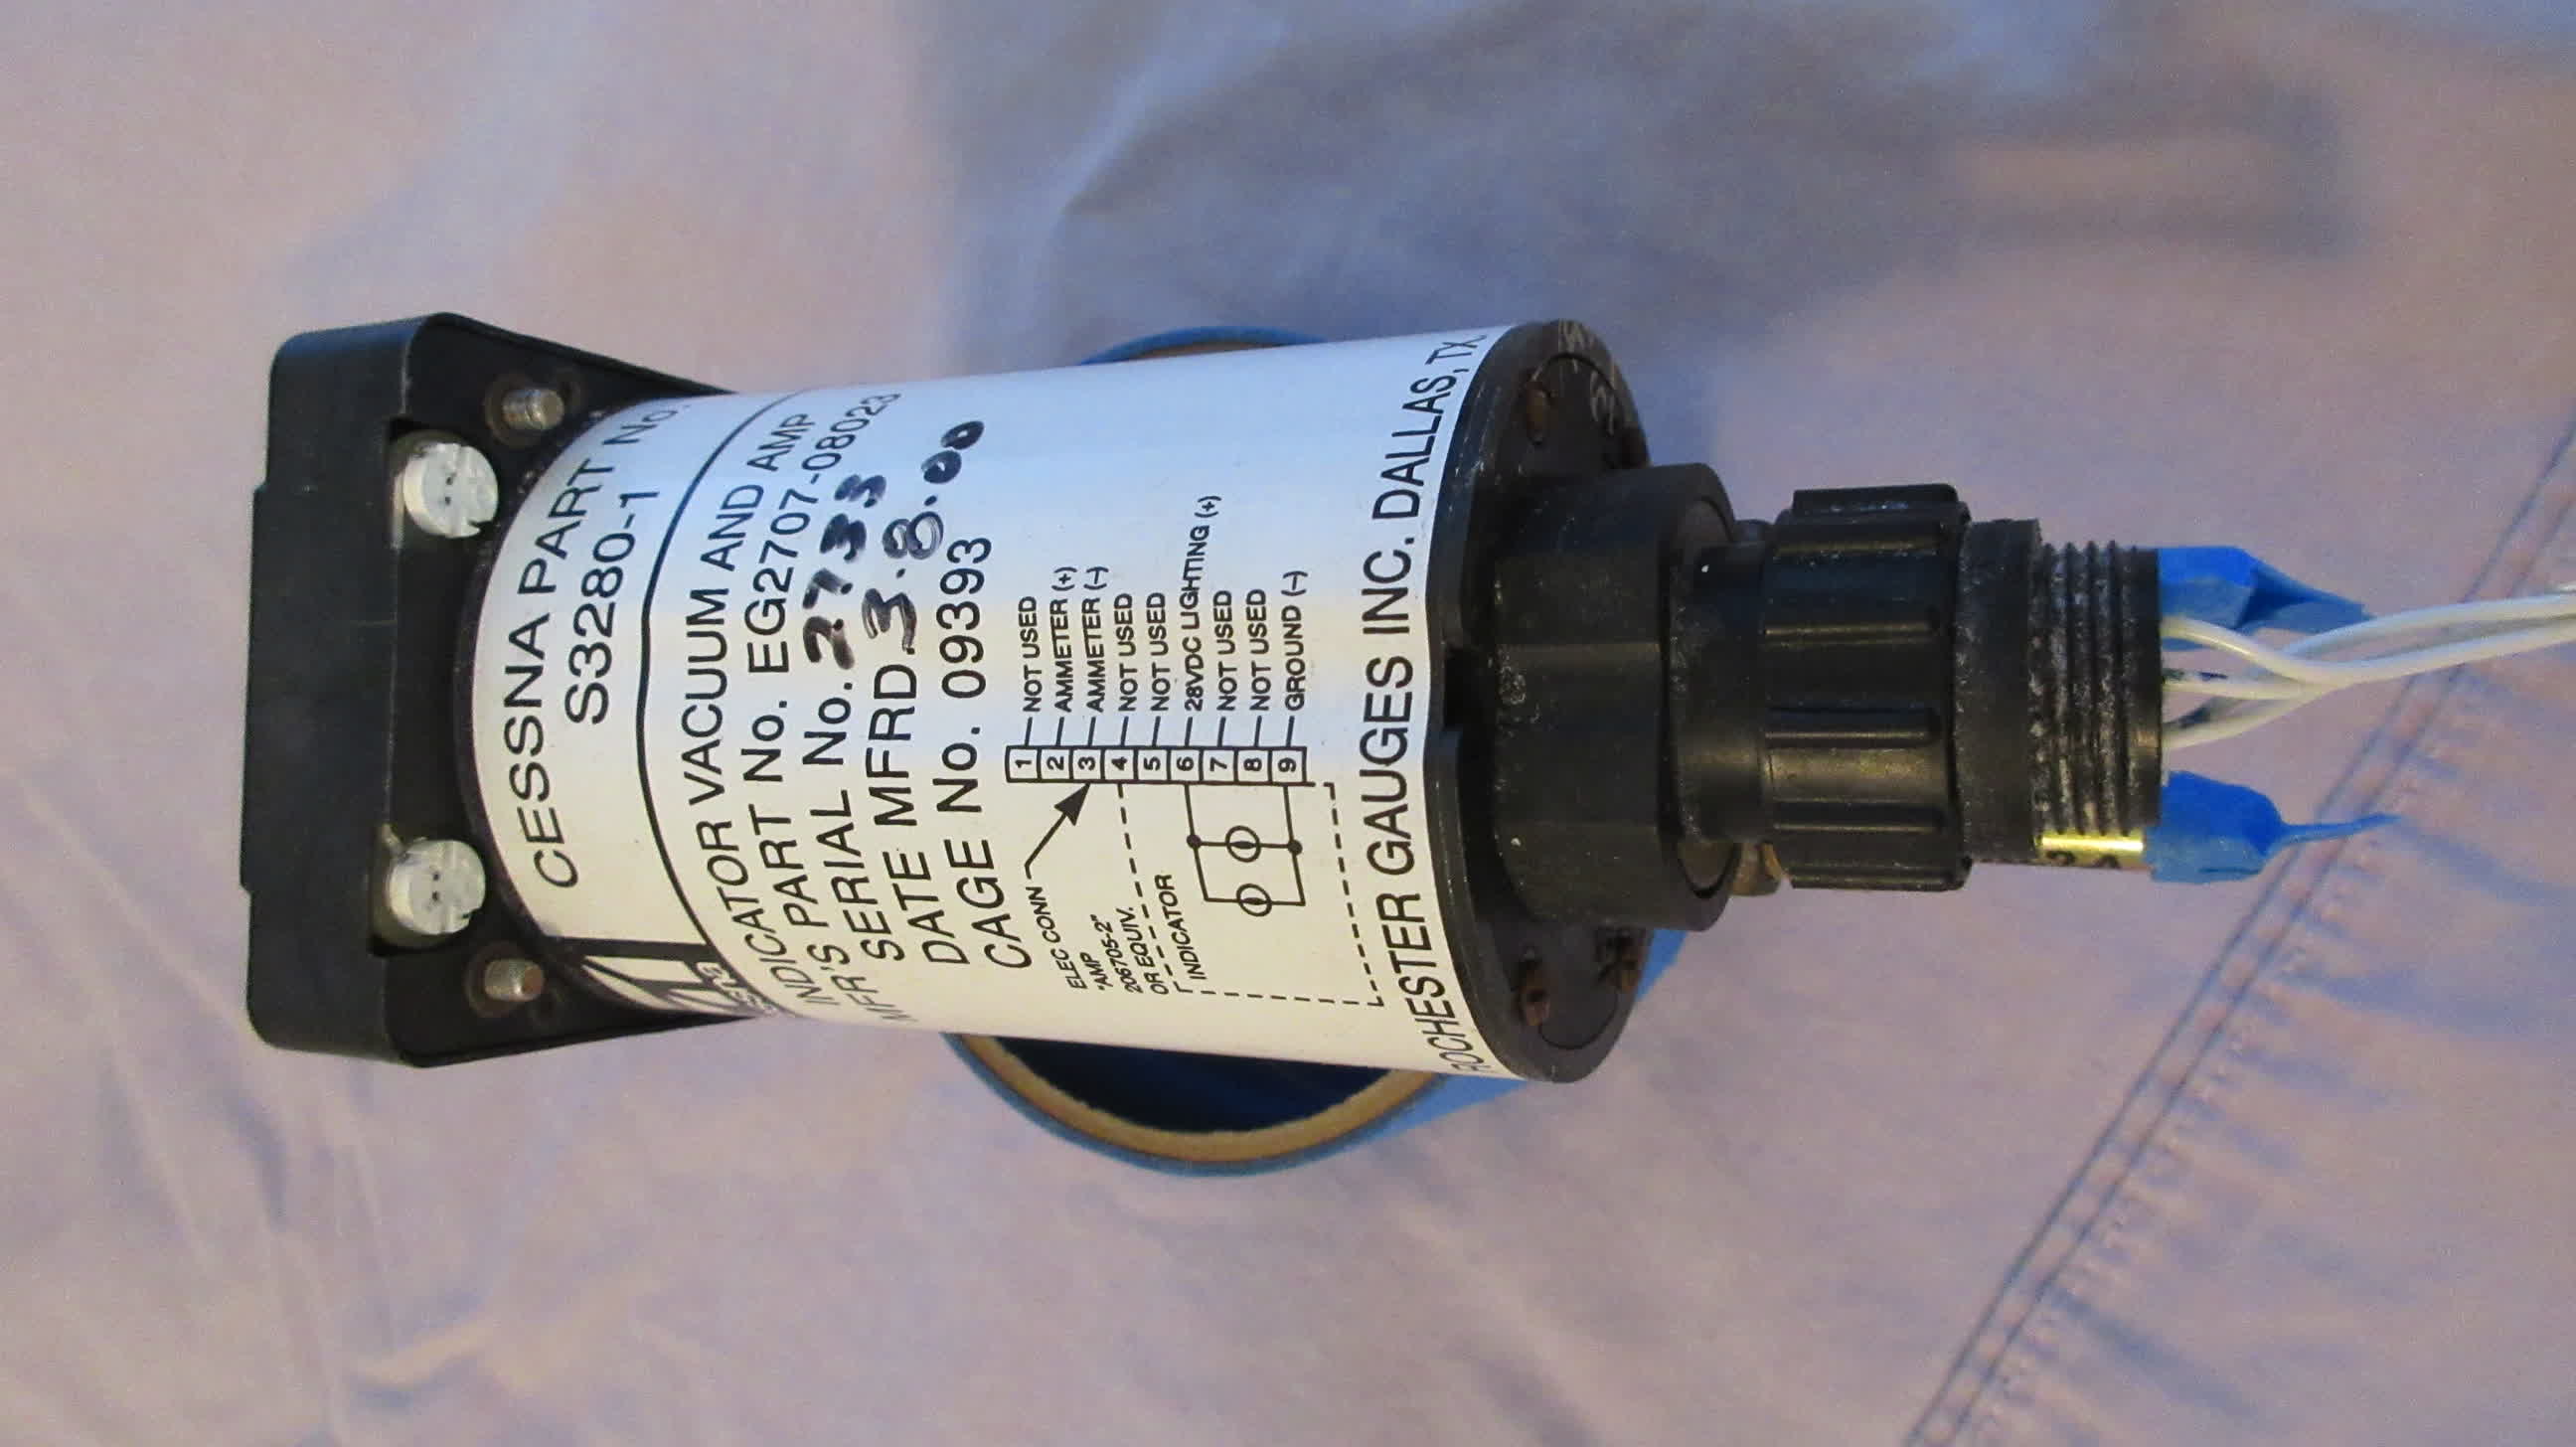 CESSNA PART No.
S3280-1
INDICATOR VACUUM AND AMP
MFR'S PART No. EG2707-08023
SERIAL No. 2733
DATE MFRD. 3.8.00
CAGE No. 09393
ELEC CONN
"AMP
206705-2"
OR EQUIV.
INDICATOR
1 NOT USED
2 AMMETER (+)
3 AMMETER (-)
4 NOT USED
5 NOT USED
6 28VDC LIGHTING (+)
7 NOT USED
8 NOT USED
9 GROUND (-)
ROCHESTER GAUGES INC. DALLAS, TX.